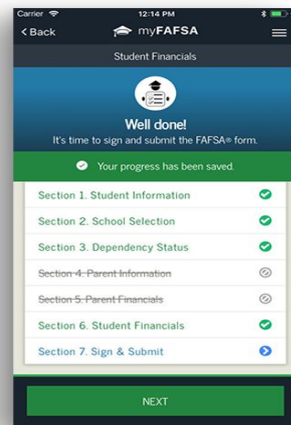 Carrier 12:14 PM
< Back myFAFSA
Student Financials
Well done!
It's time to sign and submit the FAFSA® form.
Your progress has been saved.
Section 1. Student Information
Section 2. School Selection
Section 3. Dependency Status
Section 4. Parent Information
Section 5. Parent Financials
Section 6. Student Financials
Section 7. Sign & Submit
NEXT